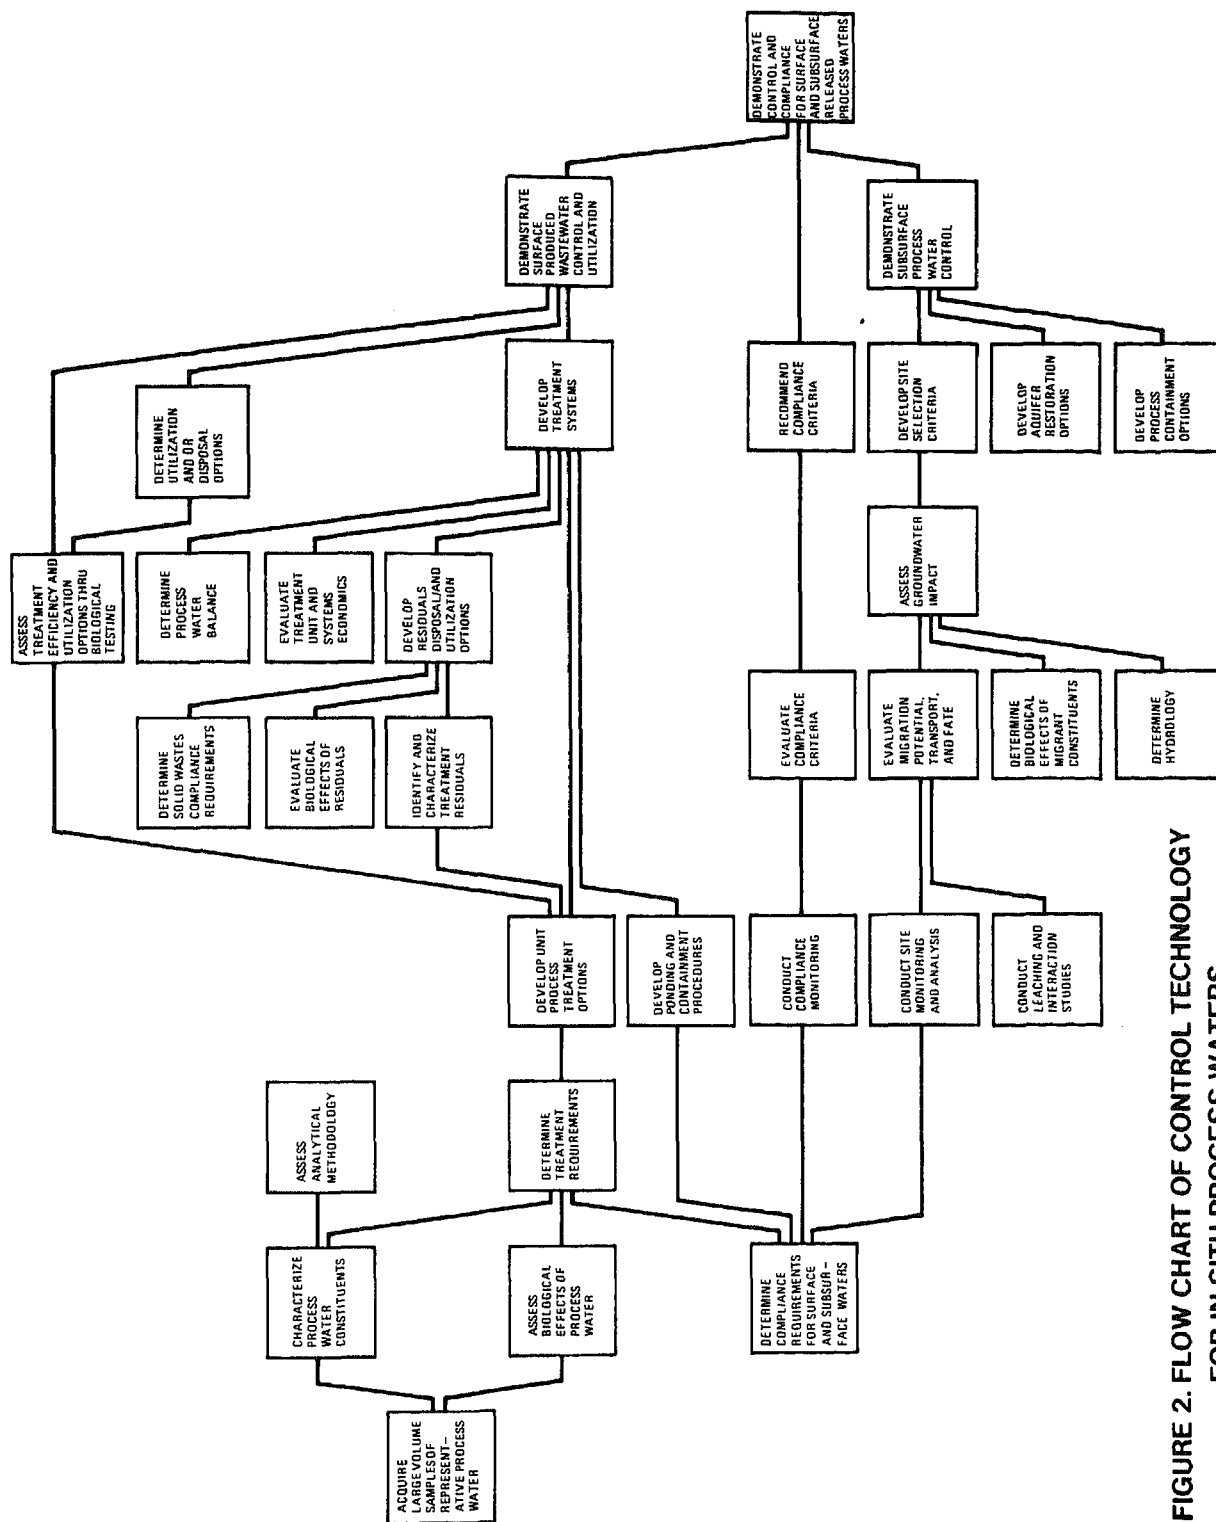 DEMONSTRATE
CONTROL AND
COMPLIANCE
FOR SURFACE
AND SUBSURFACE
RELEASED
PROCESS WATERS
DEMONSTRATE
SURFACE
PRODUCED
WASTEWATER
CONTROL AND
UTILIZATION
DEMONSTRATE
SUBSURFACE
PROCESS
WATER
CONTROL
DETERMINE
UTILIZATION
AND OR
DISPOSAL
OPTIONS
DEVELOP
TREATMENT
SYSTEMS
RECOMMEND
COMPLIANCE
CRITERIA
DEVELOP SITE
SELECTION
CRITERIA
DEVELOP
AQUIFER
RESTORATION
OPTIONS
DEVELOP
PROCESS
CONTAINMENT
OPTIONS
ASSESS
TREATMENT
EFFICIENCY AND
UTILIZATION
OPTIONS THRU
BIOLOGICAL
TESTING
DETERMINE
PROCESS
WATER
BALANCE
EVALUATE
TREATMENT
UNIT AND
SYSTEMS
ECONOMICS
DEVELOP
RESIDUALS
DISPOSAL/AND
UTILIZATION
OPTIONS
ASSESS
GROUNDWATER
IMPACT
DETERMINE
SOLID WASTES
COMPLIANCE
REQUIREMENTS
EVALUATE
BIOLOGICAL
EFFECTS OF
RESIDUALS
IDENTIFY AND
CHARACTERIZE
TREATMENT
RESIDUALS
EVALUATE
COMPLIANCE
CRITERIA
EVALUATE
MIGRATION
POTENTIAL,
TRANSPORT,
AND FATE
DETERMINE
BIOLOGICAL
EFFECTS OF
MIGRANT
CONSTITUENTS
DETERMINE
HYDROLOGY
DEVELOP UNIT
PROCESS
TREATMENT
OPTIONS
DEVELOP
PONDING AND
CONTAINMENT
PROCEDURES
CONDUCT
COMPLIANCE
MONITORING
CONDUCT SITE
MONITORING
AND ANALYSIS
CONDUCT
LEACHING AND
INTERACTION
STUDIES
ASSESS
ANALYTICAL
METHODOLOGY
DETERMINE
TREATMENT
REQUIREMENTS
CHARACTERIZE
PROCESS
WATER
CONSTITUENTS
ASSESS
BIOLOGICAL
EFFECTS OF
PROCESS
WATER
DETERMINE
COMPLIANCE
REQUIREMENTS
FOR SURFACE
AND SUBSUR–
FACE WATERS
ACQUIRE
LARGE VOLUME
SAMPLES OF
REPRESENT–
ATIVE PROCESS
WATER
FIGURE 2. FLOW CHART OF CONTROL TECHNOLOGY
FOR IN SITU PROCESS WATERS